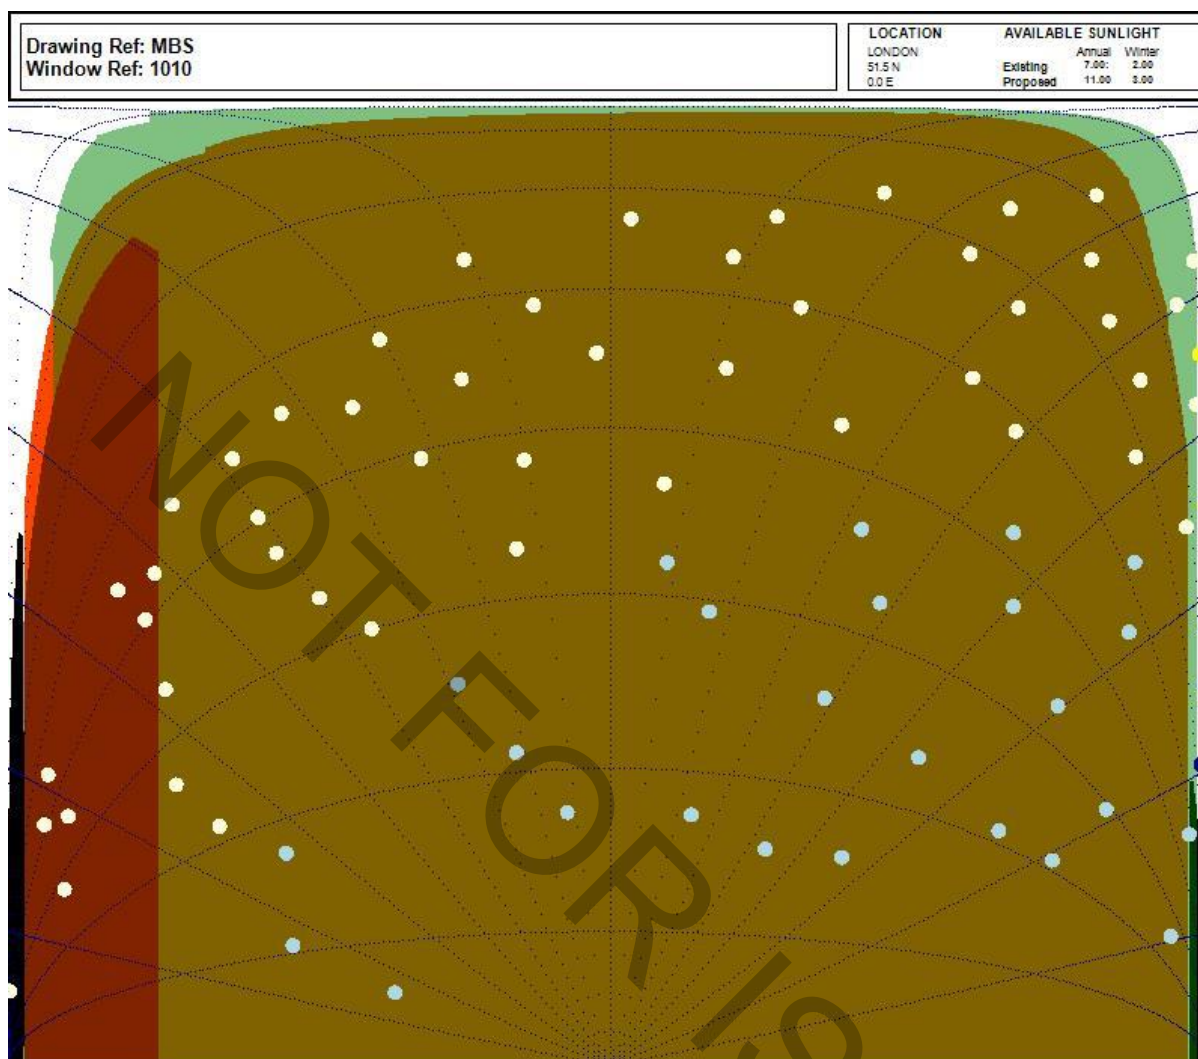 Drawing Ref: MBS
Window Ref: 1010
LOCATION
LONDON
51.5 N
0.0 E
AVAILABLE SUNLIGHT
Annual Winter
Existing 7.00: 2.00
Proposed 11.00 3.00
NOT FOR IS